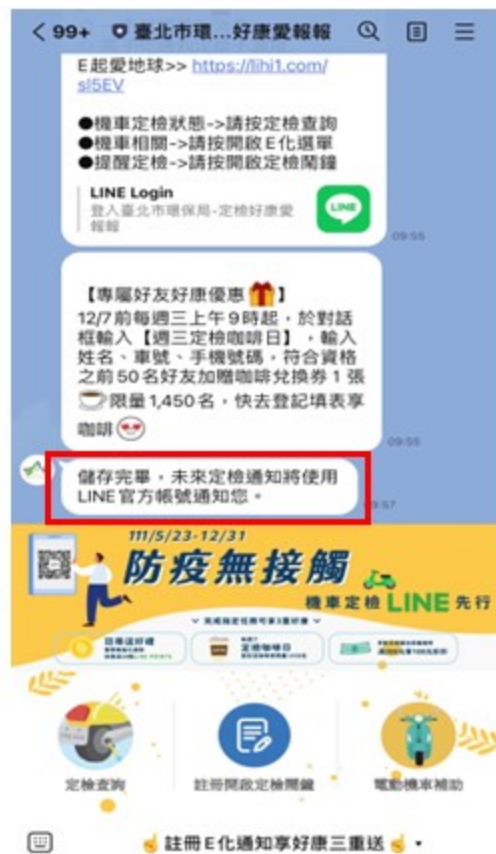 99+ 臺北市環...好康愛報報
E起愛地球>> https://lihi1.com/
sI5EV
●機車定檢狀態->請按定檢查詢
●機車相關->請按開啟E化選單
●提醒定檢->請按開啟定檢鬧鐘
LINE Login
登入臺北市環保局-定檢好康愛
報報
LINE
09:55
【專屬好友好康優惠🎁】
12/7前每週三上午9時起，於對話
框輸入【週三定檢咖啡日】，輸入
姓名、車號、手機號碼，符合資格
之前50名好友加贈咖啡兌換券1張
☕限量1,450名，快去登記填表享
咖啡😍
09:55
儲存完畢，未來定檢通知將使用
LINE官方帳號通知您。
09:57
111/5/23-12/31
防疫無接觸
機車定檢LINE先行
定檢咖啡日
定檢查詢
註冊開啟定檢鬧鐘
電動機車補助
☝註冊E化通知享好康三重送☝